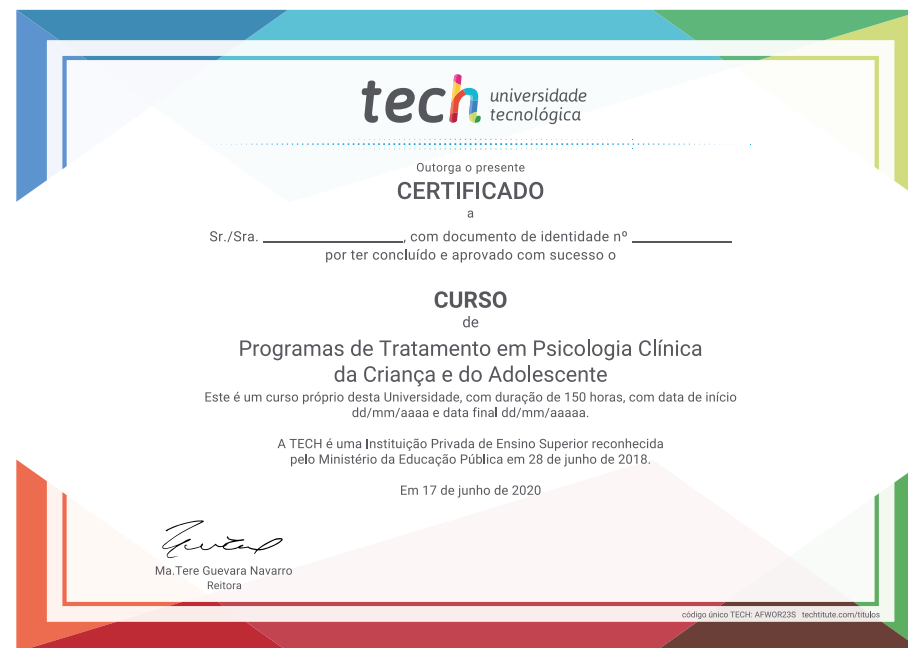 tech universidade
tecnológica
Outorga o presente
CERTIFICADO
a
Sr./Sra. ____________________, com documento de identidade nº ______________
por ter concluído e aprovado com sucesso o
CURSO
de
Programas de Tratamento em Psicologia Clínica
da Criança e do Adolescente
Este é um curso próprio desta Universidade, com duração de 150 horas, com data de início
dd/mm/aaaa e data final dd/mm/aaaaa.
A TECH é uma Instituição Privada de Ensino Superior reconhecida
pelo Ministério da Educação Pública em 28 de junho de 2018.
Em 17 de junho de 2020
Ma.Tere Guevara Navarro
Reitora
código único TECH: AFWOR23S techtitute.com/titulos